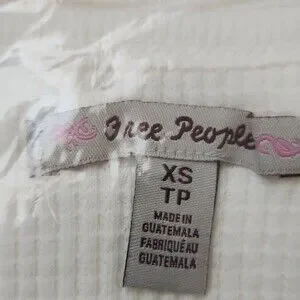 Free People
XS
TP
MADE IN
GUATEMALA
FABRIQUÉ AU
GUATEMALA